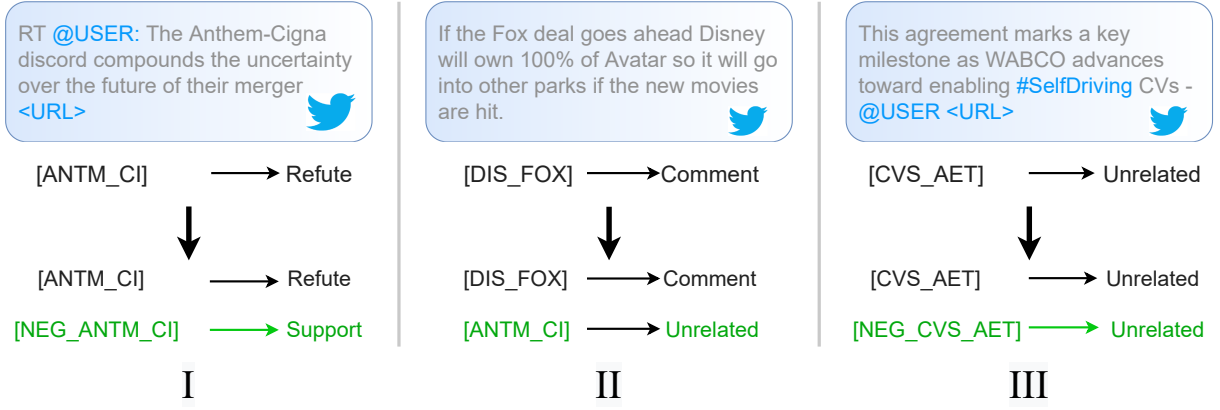 RT @USER: The Anthem-Cigna
discord compounds the uncertainty
over the future of their merger
<URL>
[ANTM_CI] Refute
[ANTM_CI] Refute
[NEG_ANTM_CI] Support
I
If the Fox deal goes ahead Disney
will own 100% of Avatar so it will go
into other parks if the new movies
are hit.
[DIS_FOX] Comment
[DIS_FOX] Comment
[ANTM_CI] Unrelated
II
This agreement marks a key
milestone as WABCO advances
toward enabling #SelfDriving CVs -
@USER <URL>
[CVS_AET] Unrelated
[CVS_AET] Unrelated
[NEG_CVS_AET] Unrelated
III